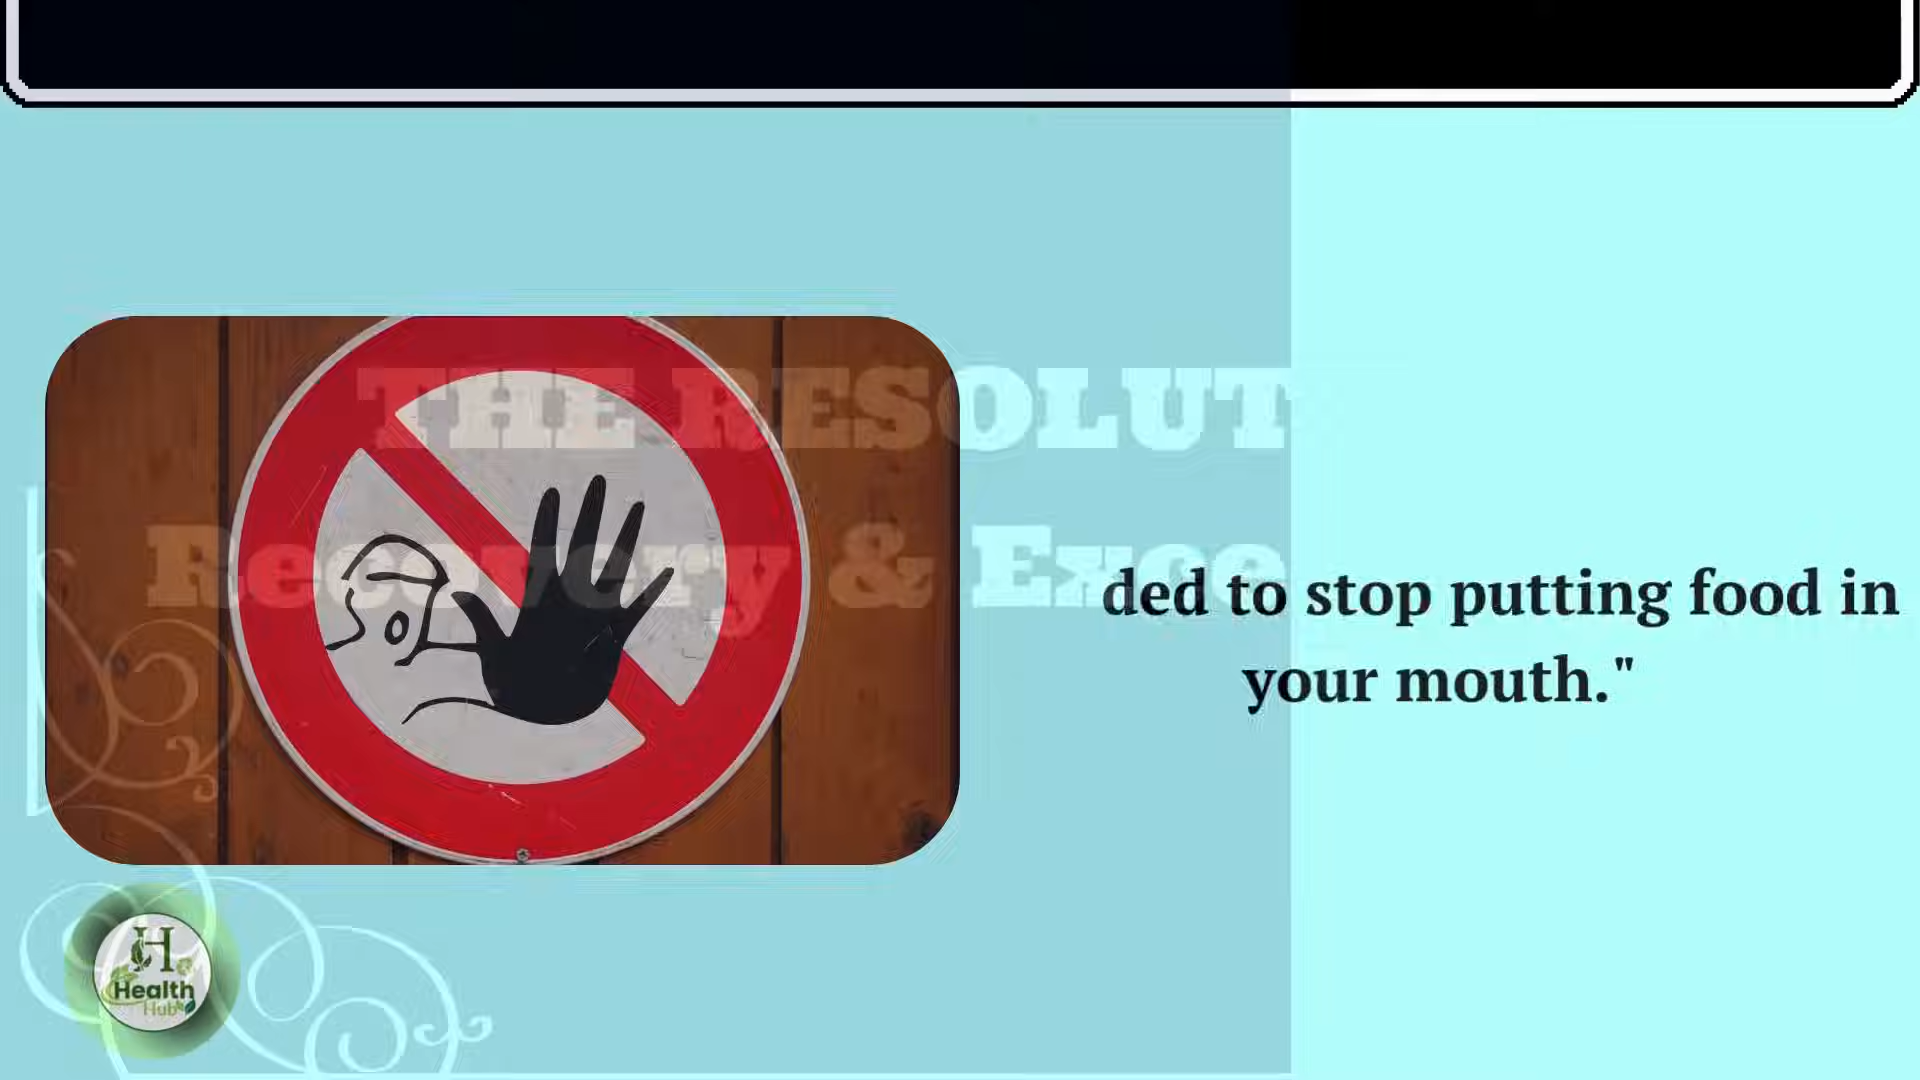 THE RESOLUT
Recovery & Exce
ded to stop putting food in
your mouth."
H
Health
Hub